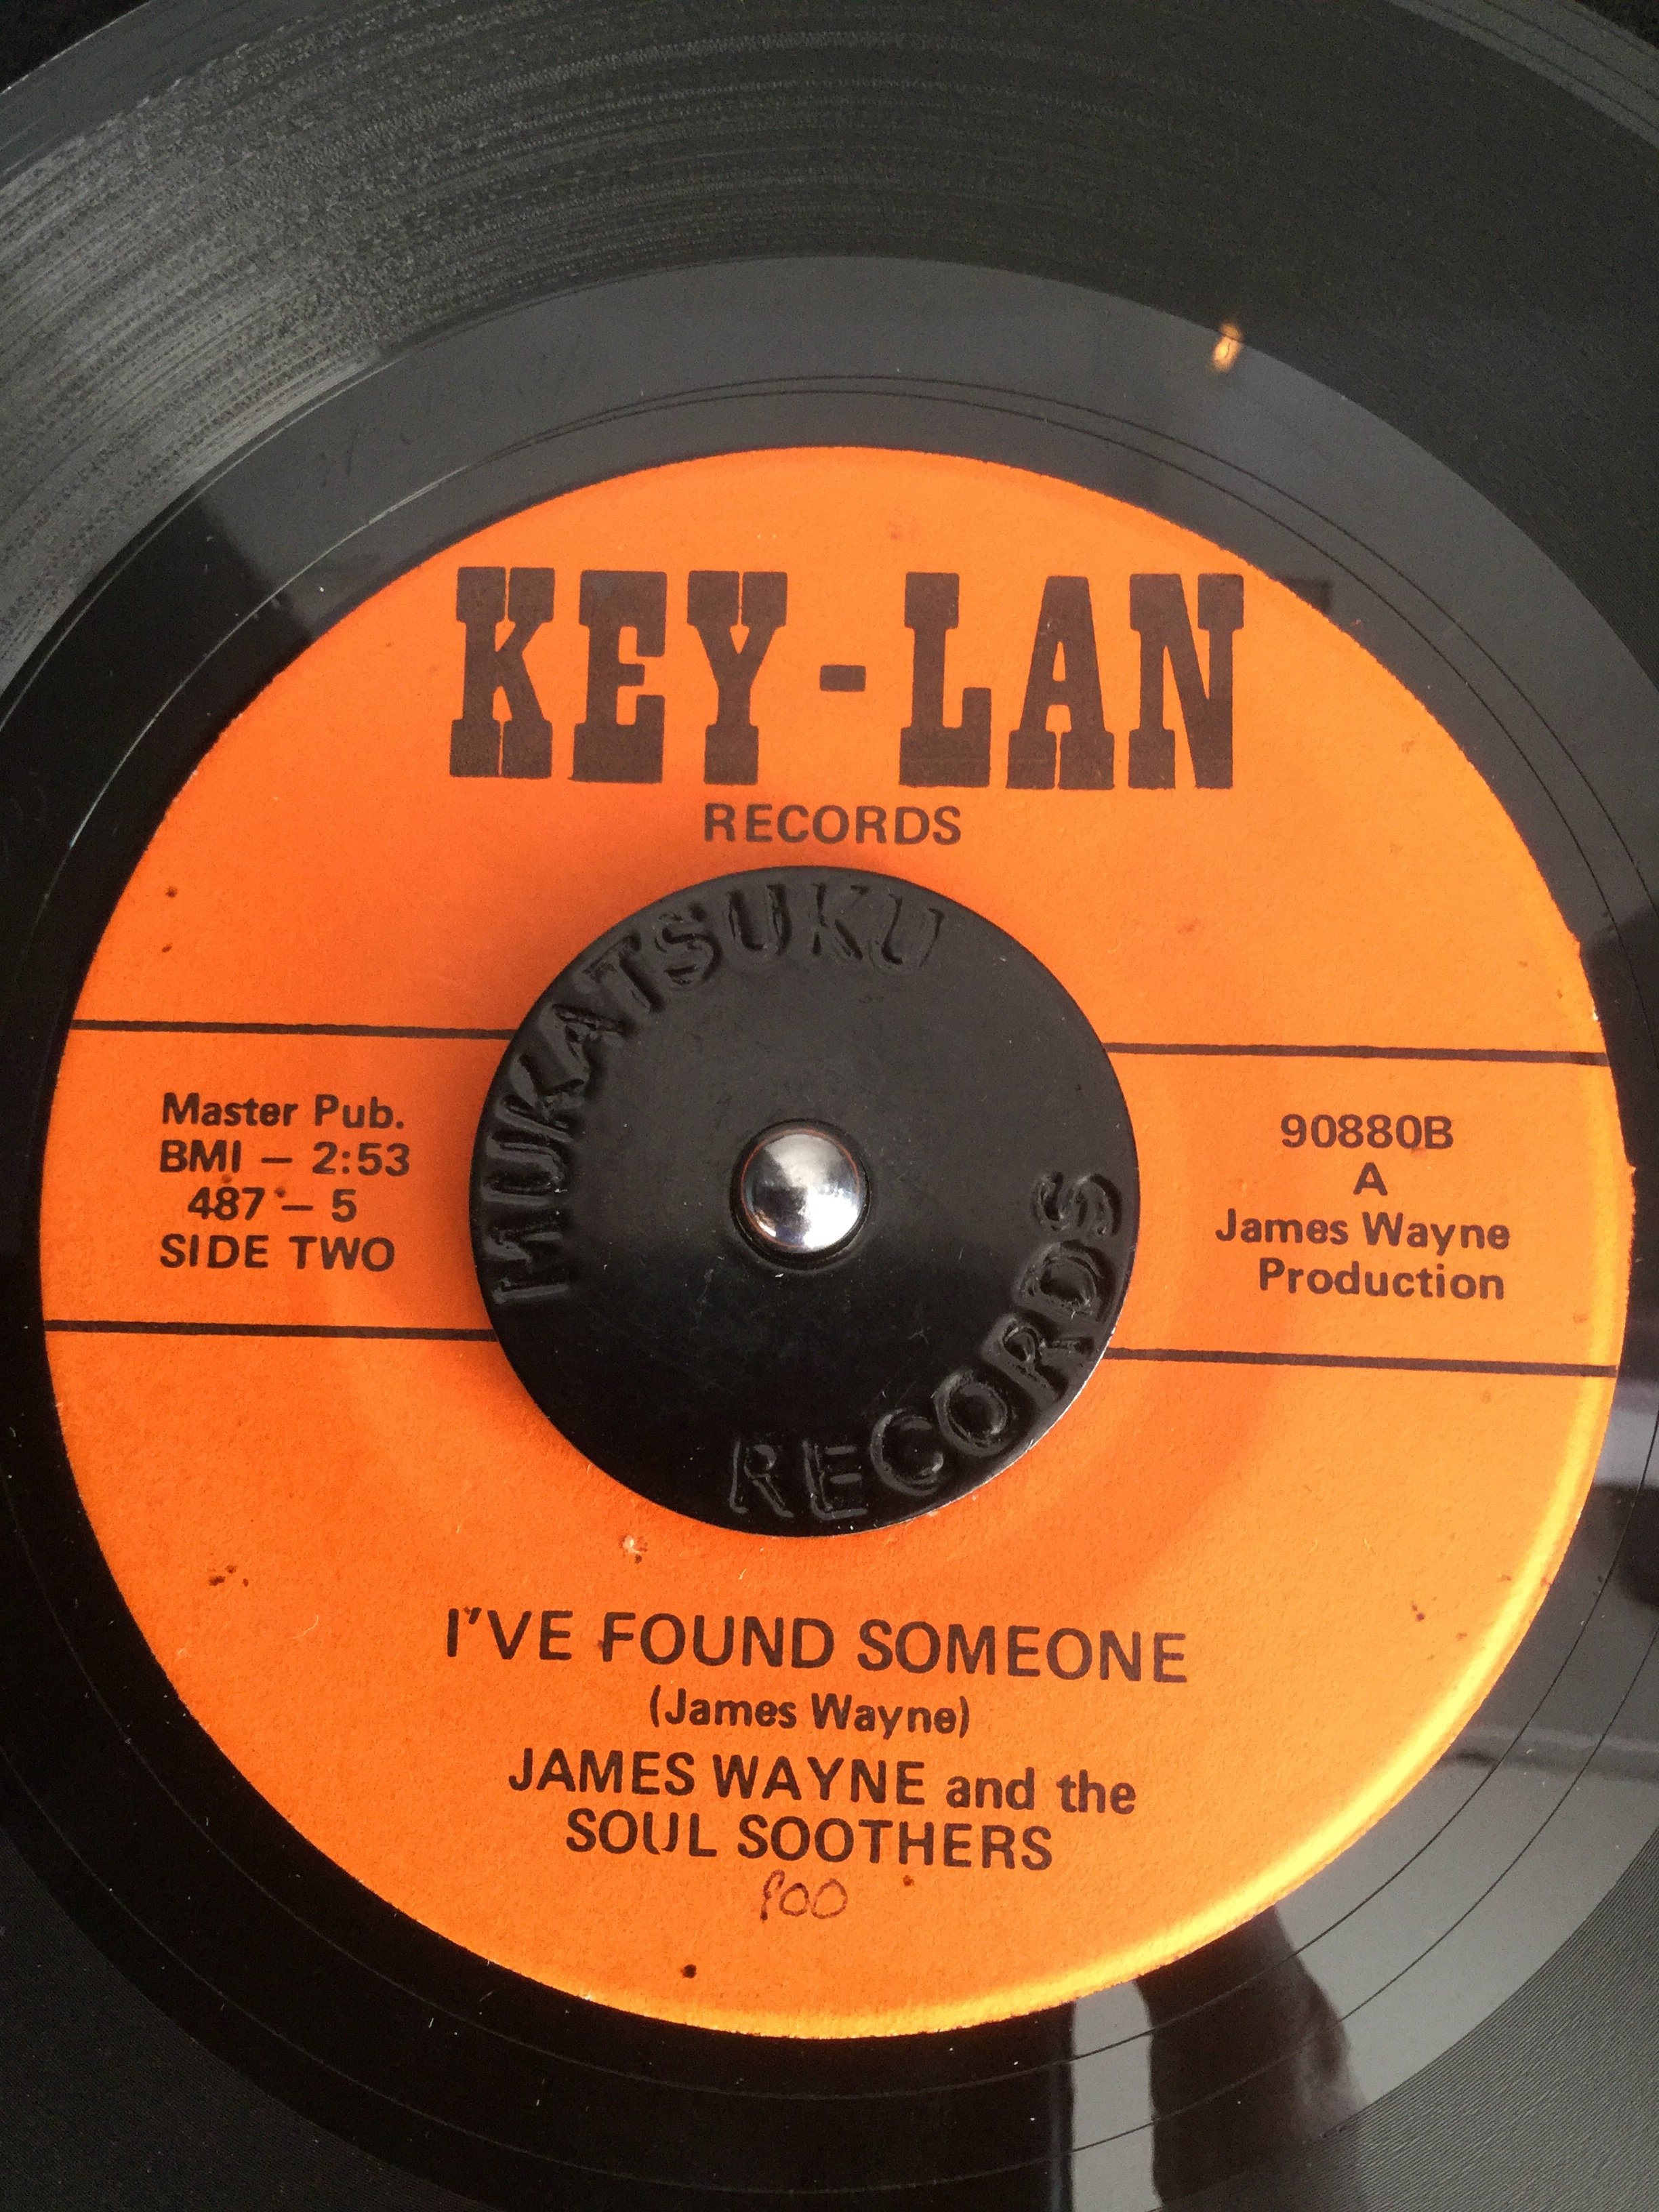 KEY-LAN
RECORDS
MUKATSUKU
RECORDS
Master Pub.
BMI — 2:53
487 — 5
SIDE TWO
90880B
A
James Wayne
Production
I'VE FOUND SOMEONE
(James Wayne)
JAMES WAYNE and the
SOUL SOOTHERS